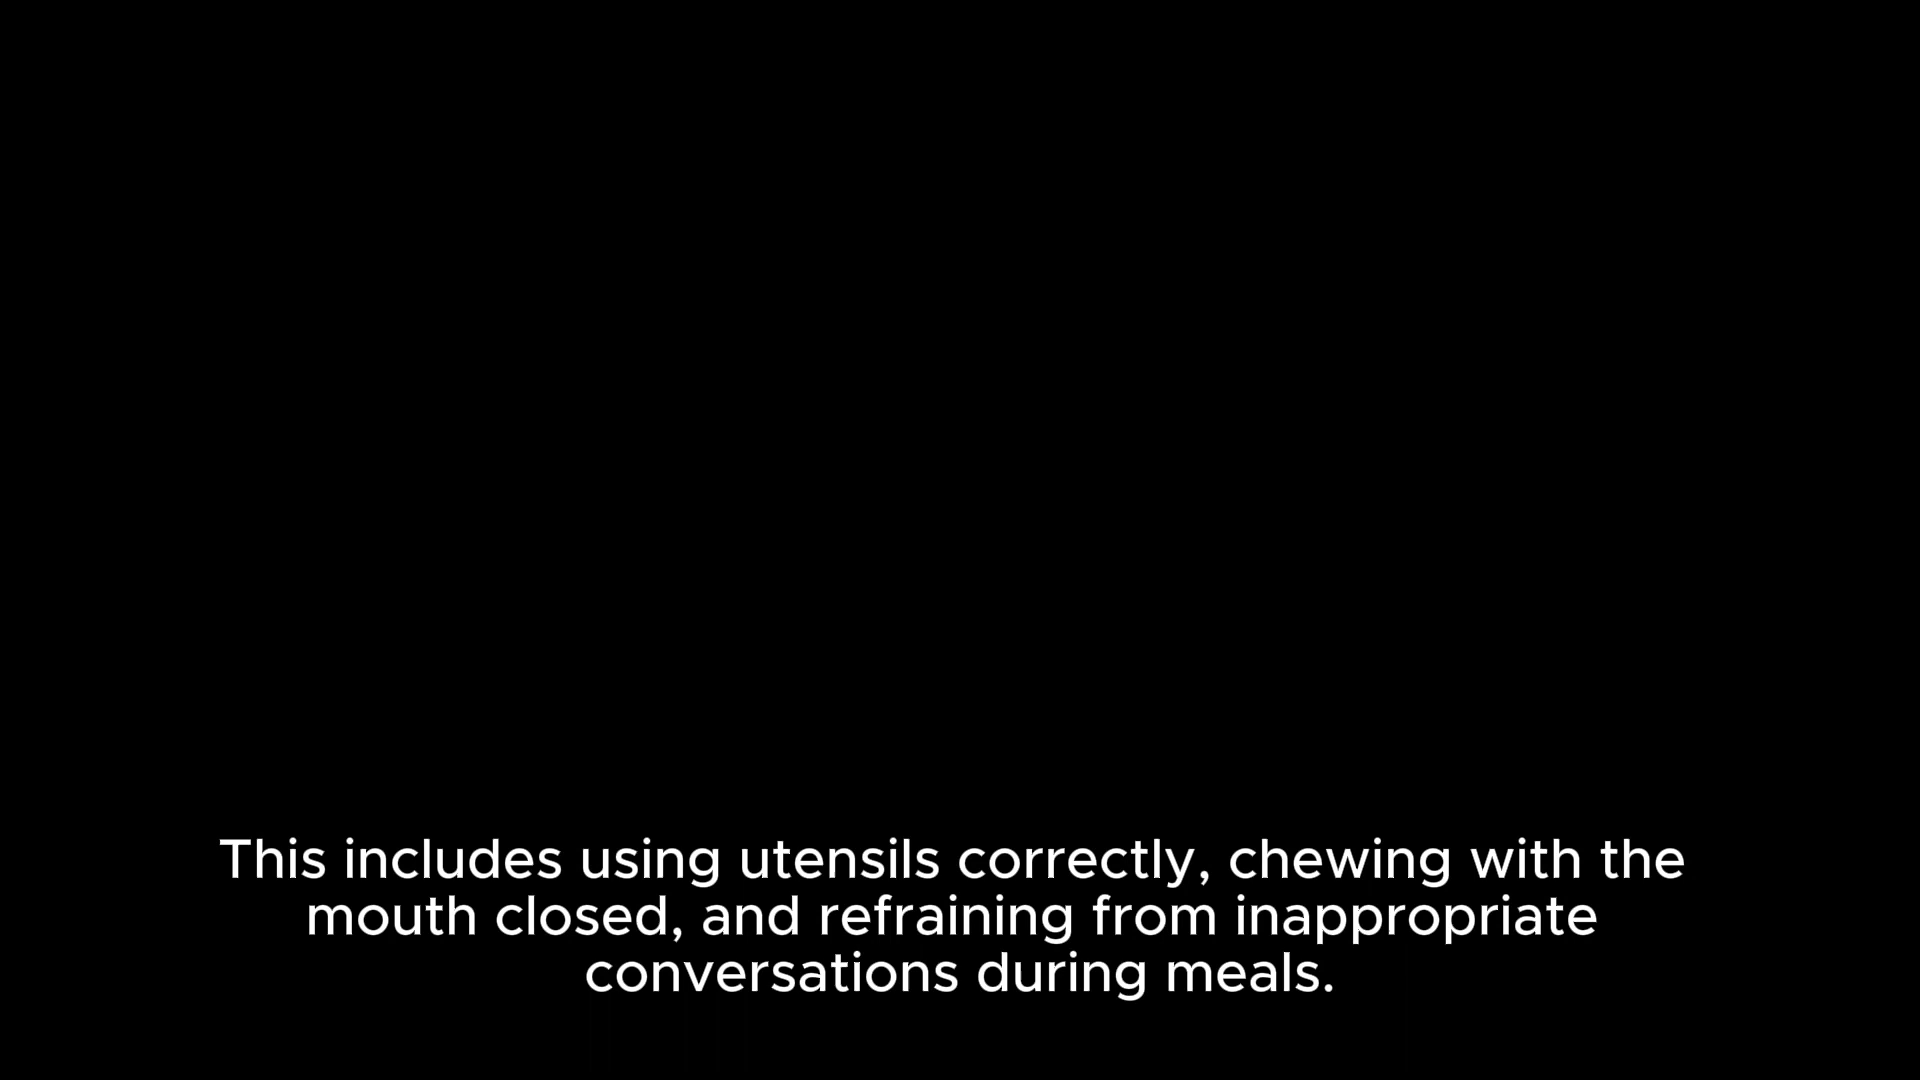 This includes using utensils correctly, chewing with the
mouth closed, and refraining from inappropriate
conversations during meals.